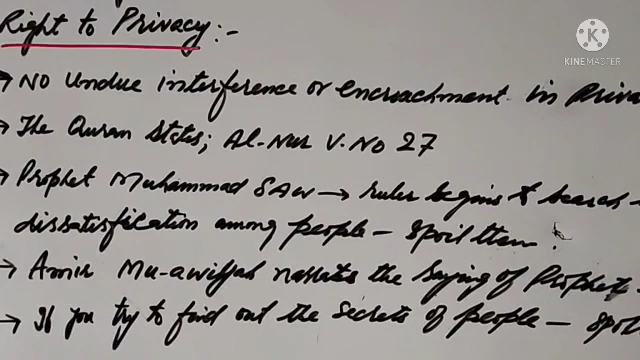 Right to Privacy:-
K
KINEMASTER
→ No undue interference or encroachment in Priva
→ The Quran States; Al-Nur V.No 27
→ Prophet Muhammad SAW → ruler begins to search
dissatisfication among people - spoil them.
→ Amir Mu-awiyah narrates the Saying of Prophet -
→ If you try to find out the secrets of people - spoi